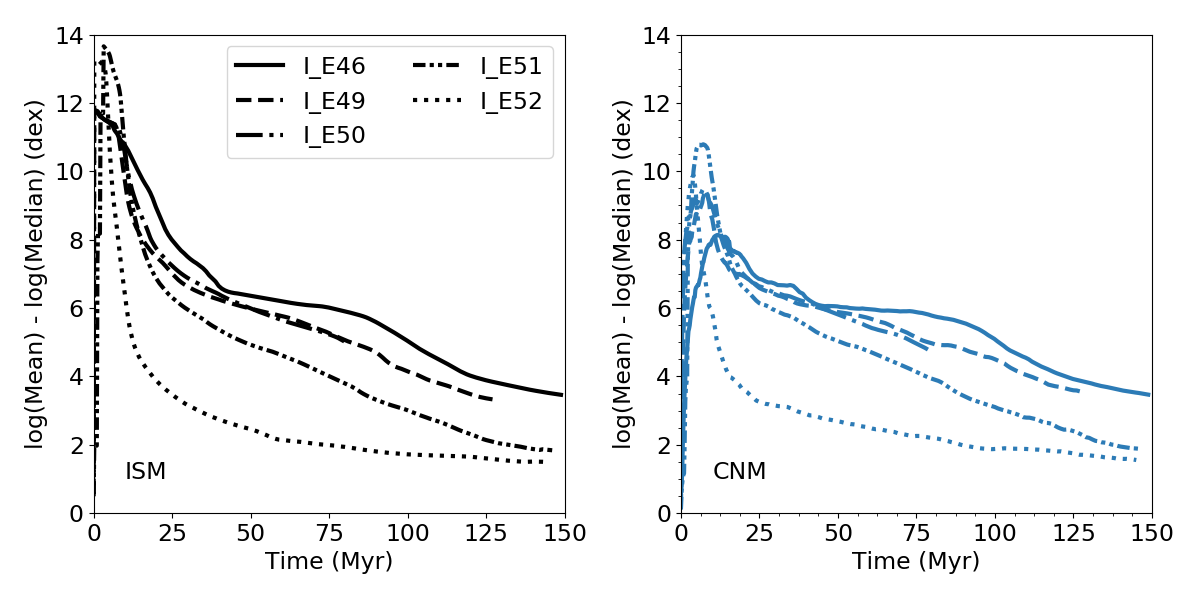 log(Mean) - log(Median) (dex)
14
12
10
8
6
4
2
0
I_E46
I_E49
I_E50
I_E51
I_E52
ISM
0 25 50 75 100 125 150
Time (Myr)
log(Mean) - log(Median) (dex)
14
12
10
8
6
4
2
0
CNM
0 25 50 75 100 125 150
Time (Myr)